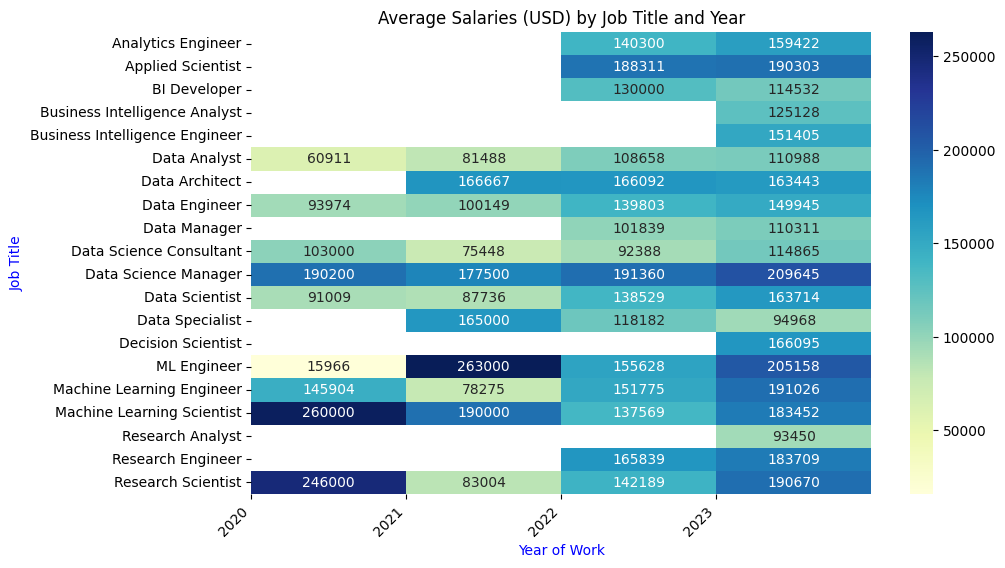 Average Salaries (USD) by Job Title and Year
Analytics Engineer 140300 159422
Applied Scientist 188311 190303
BI Developer 130000 114532
Business Intelligence Analyst 125128
Business Intelligence Engineer 151405
Data Analyst 60911 81488 108658 110988
Data Architect 166667 166092 163443
Data Engineer 93974 100149 139803 149945
Data Manager 101839 110311
Data Science Consultant 103000 75448 92388 114865
Data Science Manager 190200 177500 191360 209645
Data Scientist 91009 87736 138529 163714
Data Specialist 165000 118182 94968
Decision Scientist 166095
ML Engineer 15966 263000 155628 205158
Machine Learning Engineer 145904 78275 151775 191026
Machine Learning Scientist 260000 190000 137569 183452
Research Analyst 93450
Research Engineer 165839 183709
Research Scientist 246000 83004 142189 190670
2020 2021 2022 2023
Year of Work
Job Title
250000
200000
150000
100000
50000